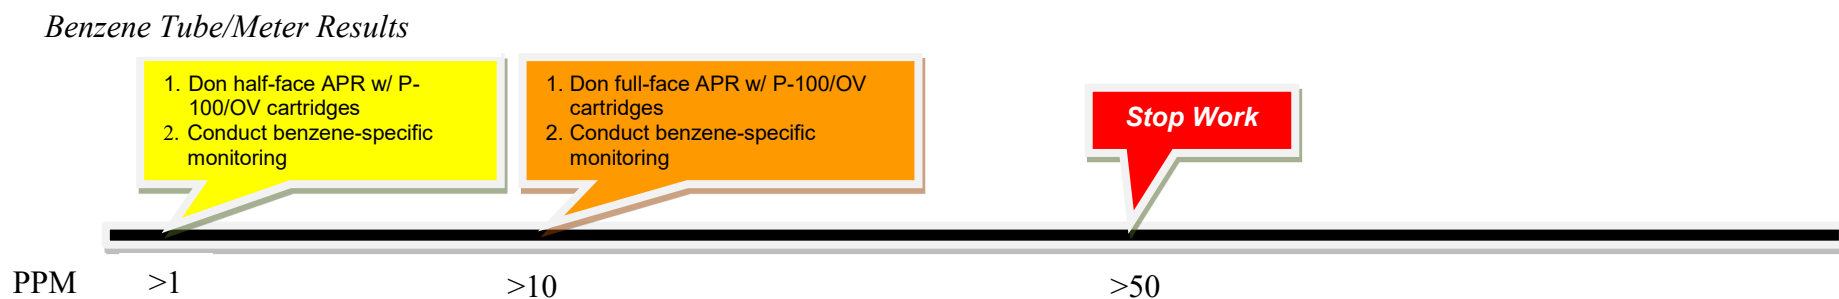 Benzene Tube/Meter Results
1. Don half-face APR w/ P-
100/OV cartridges
2. Conduct benzene-specific
monitoring
1. Don full-face APR w/ P-100/OV
cartridges
2. Conduct benzene-specific
monitoring
Stop Work
PPM >1 >10 >50